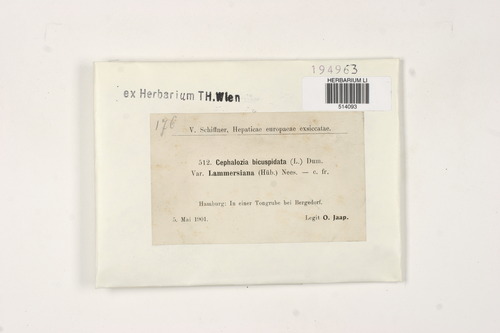 194963
HERBARIUM LI
514093
ex Herbarium TH.Wien
176
V. Schiffner, Hepaticae europaeae exsiccatae.
512. Cephalozia bicuspidata (L.) Dum.
Var. Lammersiana (Hüb.) Nees. — c. fr.
Hamburg: In einer Tongrube bei Bergedorf.
5. Mai 1901. Legit O. Jaap.